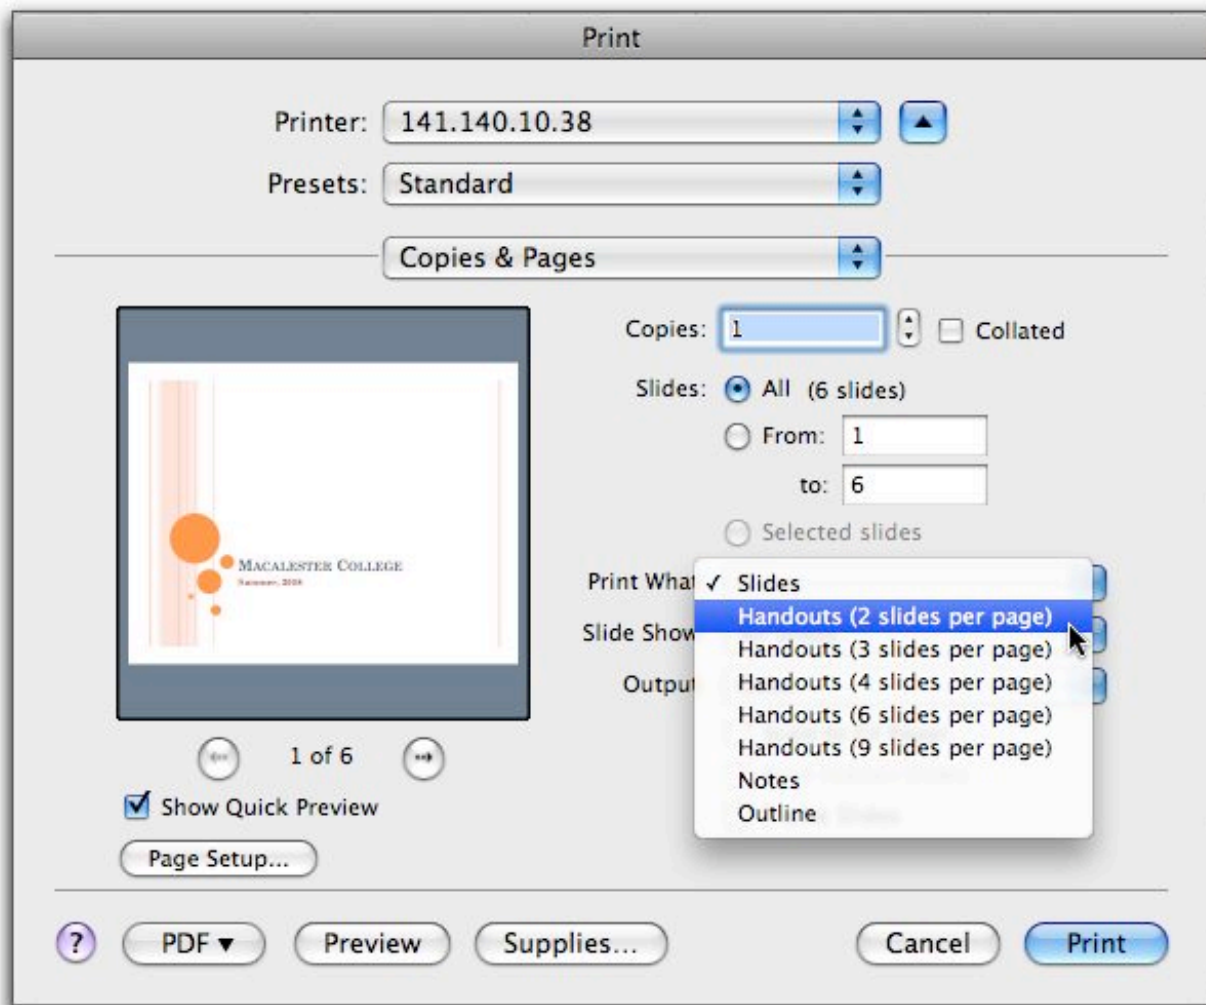 Print
Printer: 141.140.10.38
Presets: Standard
Copies & Pages
Copies: 1 Collated
Slides: All (6 slides)
From: 1
to: 6
Selected slides
MACALESTER COLLEGE
Summer, 2008
Print What ✓ Slides
Handouts (2 slides per page)
Slide Show
Handouts (3 slides per page)
Output Handouts (4 slides per page)
Handouts (6 slides per page)
Handouts (9 slides per page)
Notes
Outline
1 of 6
Show Quick Preview
Page Setup...
? PDF ▼ Preview Supplies... Cancel Print